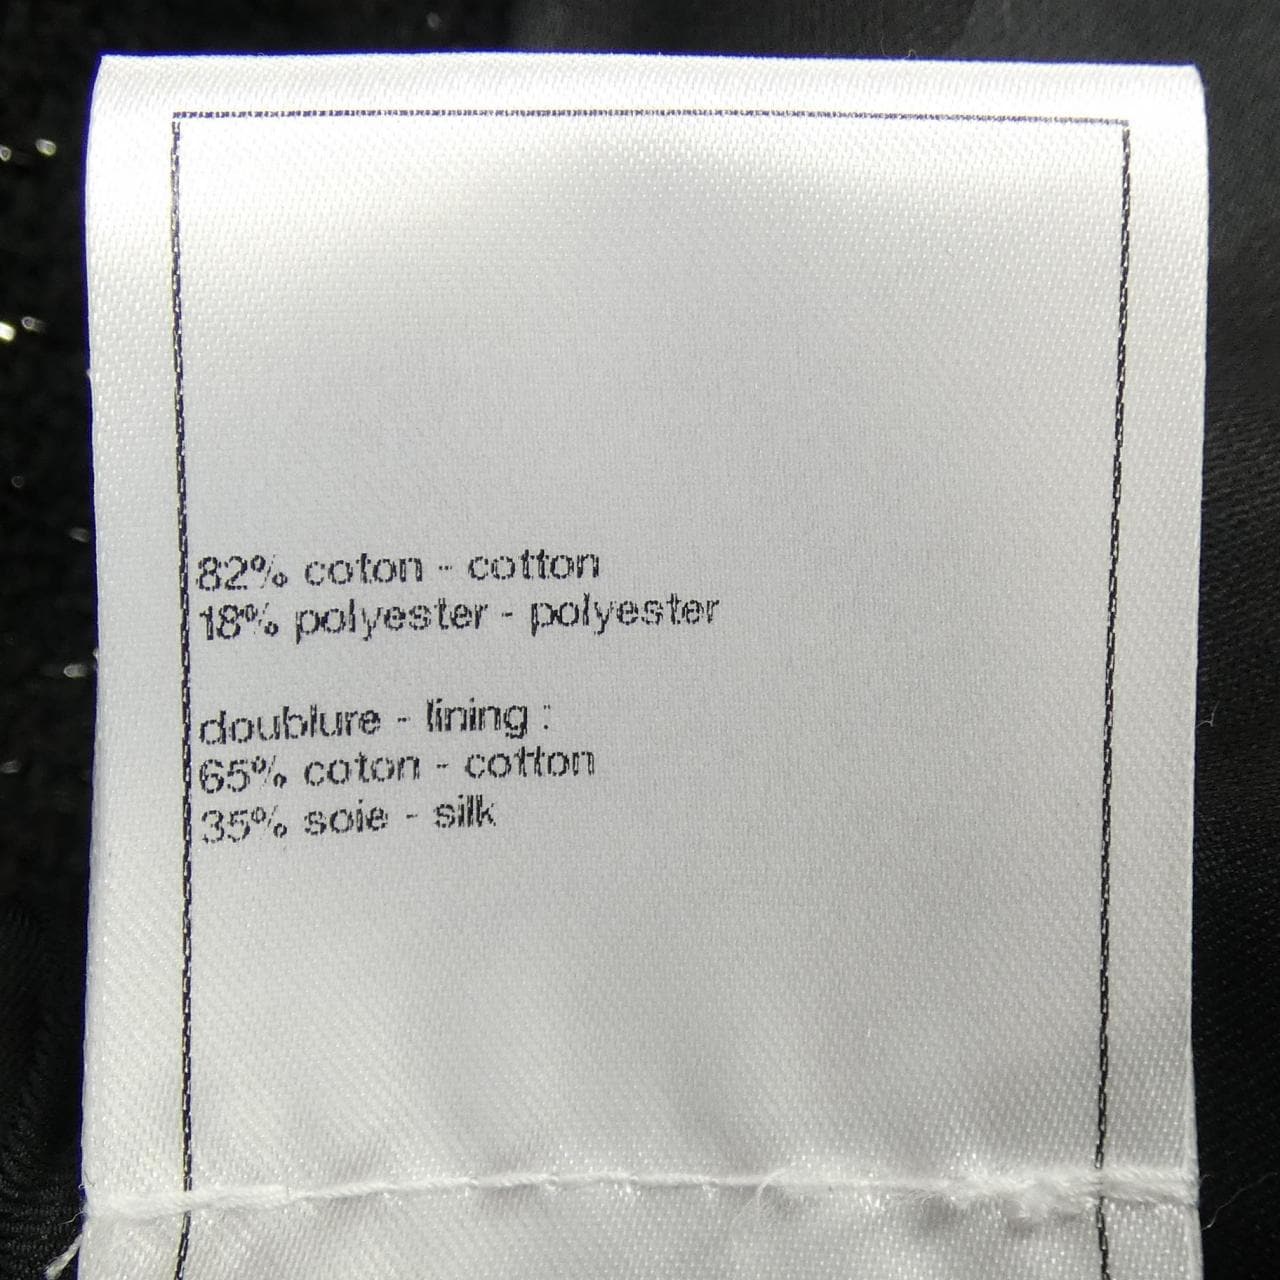 82% coton - cotton
18% polyester - polyester
doublure - lining :
65% coton - cotton
35% soie - silk